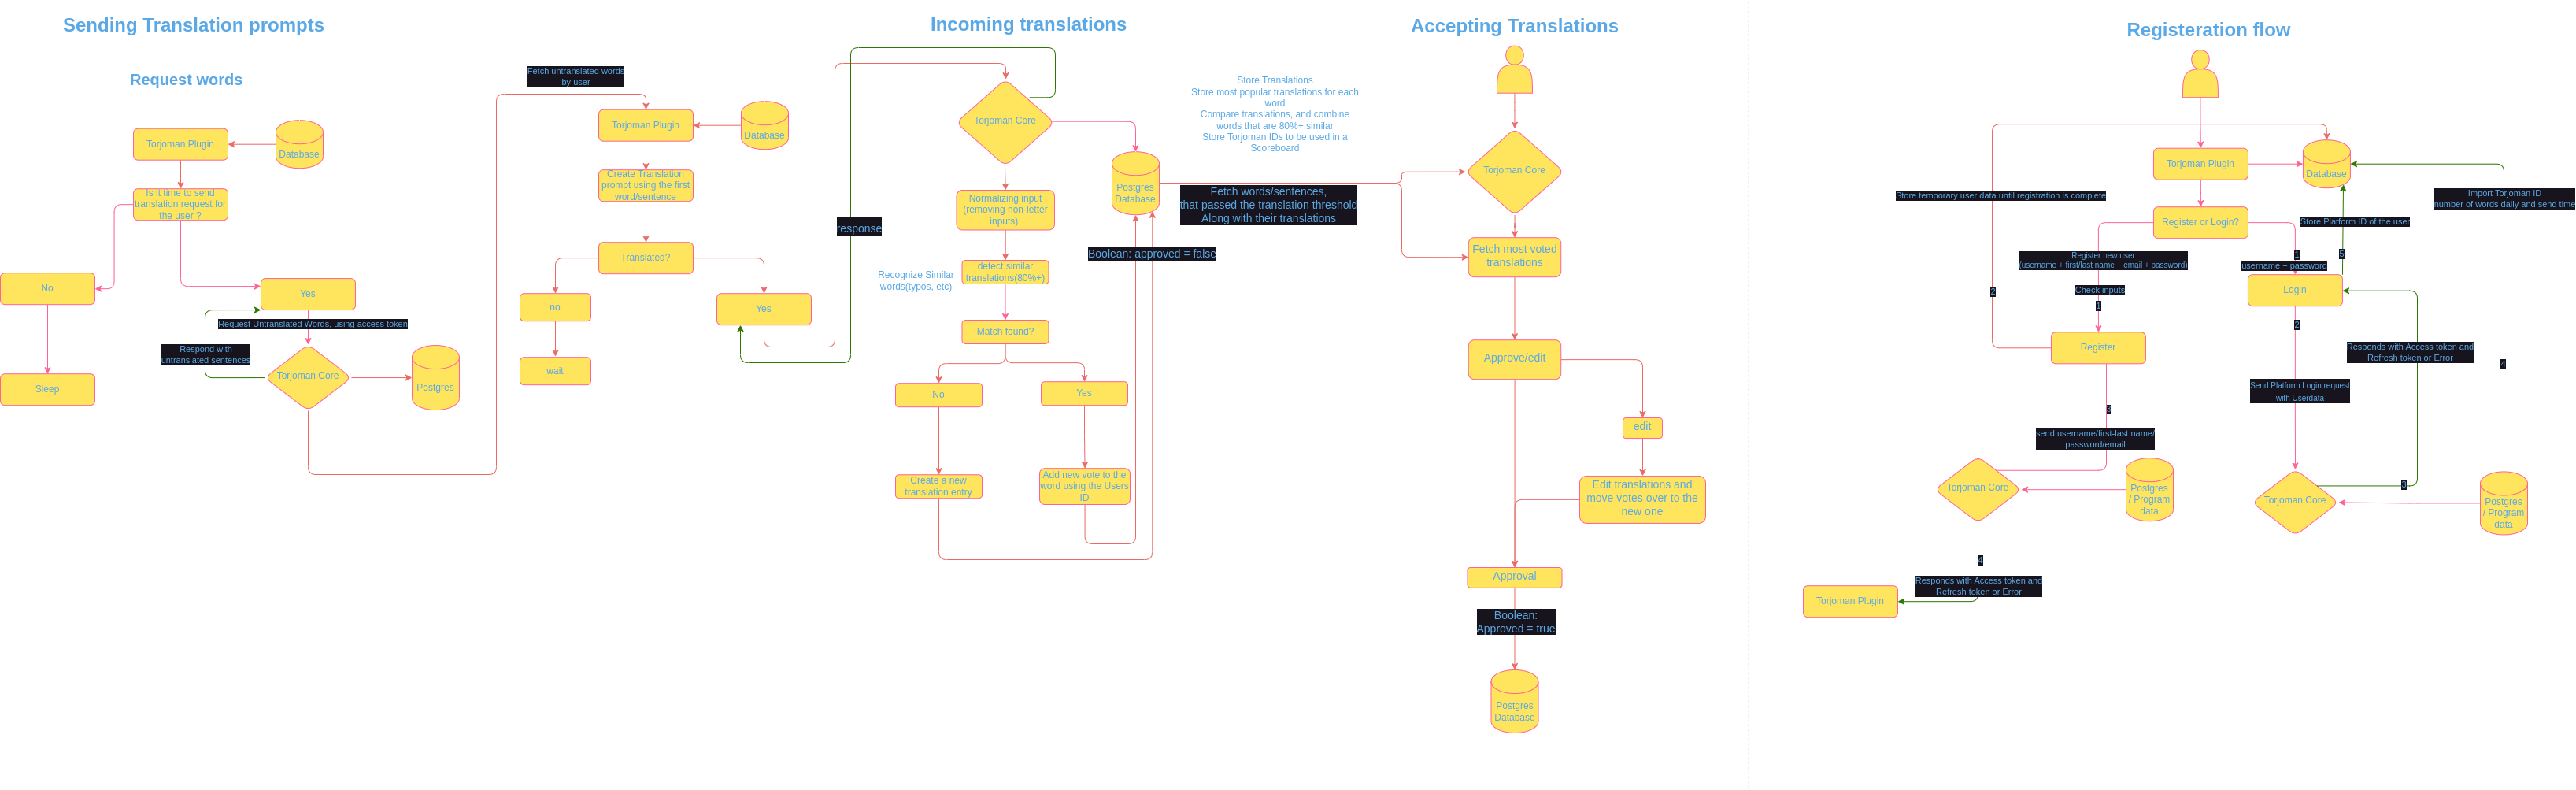 Sending Translation prompts
Request words
Torjoman Plugin
Database
Is it time to send
translation request for
the user ?
No
Sleep
Yes
Request Untranslated Words, using access token
Respond with
untranslated sentences
Torjoman Core
Postgres
Fetch untranslated words
by user
Torjoman Plugin
Database
Create Translation
prompt using the first
word/sentence
Translated?
no
wait
Yes
Incoming translations
response
Torjoman Core
Normalizing input
(removing non-letter
inputs)
Recognize Similar
words(typos, etc)
detect similar
translations(80%+)
Match found?
No
Yes
Create a new
translation entry
Add new vote to the
word using the Users
ID
Postgres
Database
Boolean: approved = false
Store Translations
Store most popular translations for each
word
Compare translations, and combine
words that are 80%+ similar
Store Torjoman IDs to be used in a
Scoreboard
Fetch words/sentences,
that passed the translation threshold
Along with their translations
Accepting Translations
Torjoman Core
Fetch most voted
translations
Approve/edit
edit
Edit translations and
move votes over to the
new one
Approval
Boolean:
Approved = true
Postgres
Database
Registeration flow
Torjoman Plugin
Database
Register or Login?
Store temporary user data until registration is complete
2
Register new user
(username + first/last name + email + password)
Check inputs
1
Register
3
send username/first-last name/
password/email
Torjoman Core
Postgres
/ Program
data
4
Responds with Access token and
Refresh token or Error
Torjoman Plugin
Store Platform ID of the user
5
1
username + password
Login
2
Send Platform Login request
with Userdata
Responds with Access token and
Refresh token or Error
3
Torjoman Core
Import Torjoman ID
number of words daily and send time
4
Postgres
/ Program
data